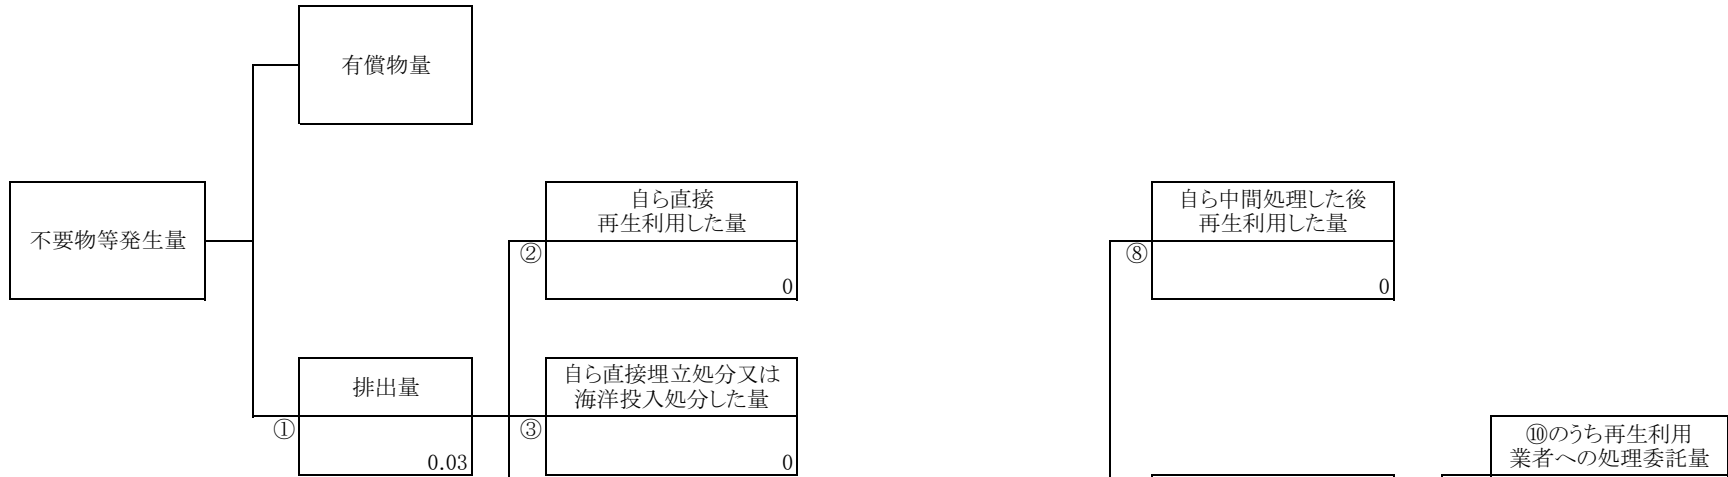 有償物量
不要物等発生量
自ら直接
再生利用した量
②
0
自ら中間処理した後
再生利用した量
⑧
0
排出量
①
0.03
自ら直接埋立処分又は
海洋投入処分した量
③
0
⑩のうち再生利用
業者への処理委託量